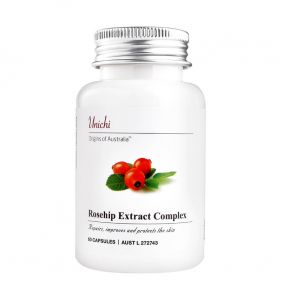 Unichi
Origins of Australia™
Rosehip Extract Complex
Repairs, improves and protects the skin
60 CAPSULES | AUST L 272743